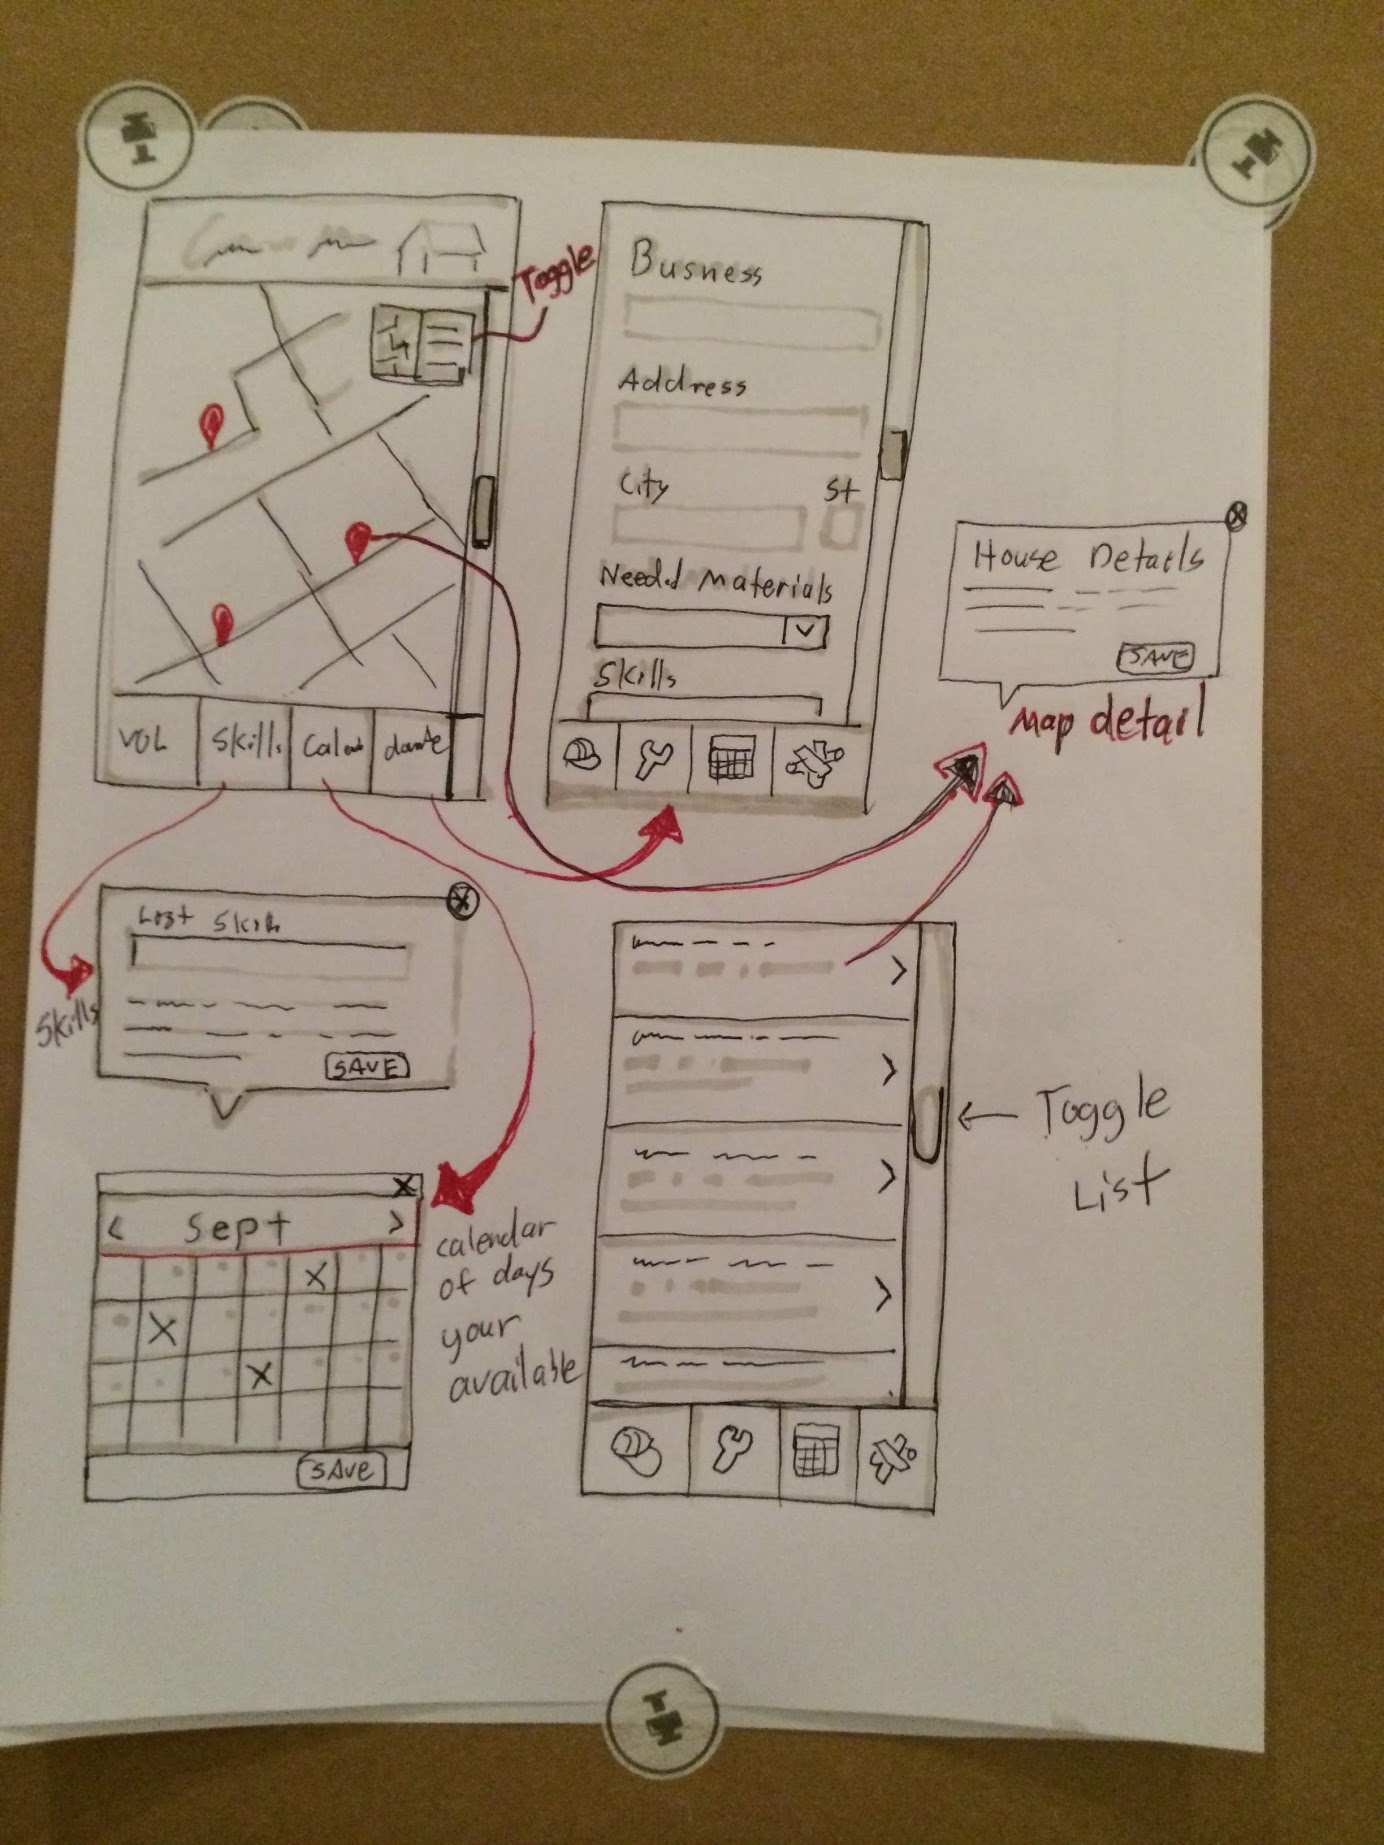 Toggle
VOL
Skills
Calend
donate
Busness
Address
City
St
Needed Materials
Skills
House Details
SAVE
Map detail
List Skills
SAVE
Skills
Sept
SAVE
calendar
of days
your
available
Toggle
List